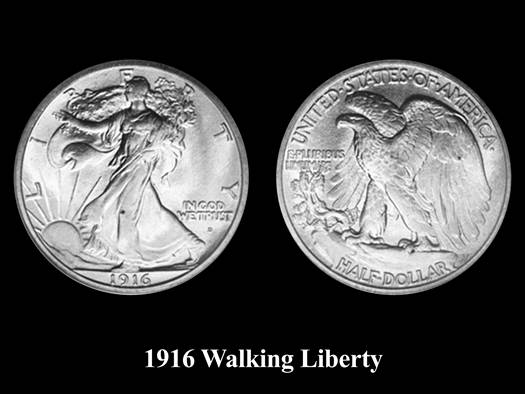 LIBERTY
IN GOD
WE TRUST
D
1916
UNITED·STATES·OF·AMERICA·
E·PLURIBUS
UNUM
HALF·DOLLAR
1916 Walking Liberty